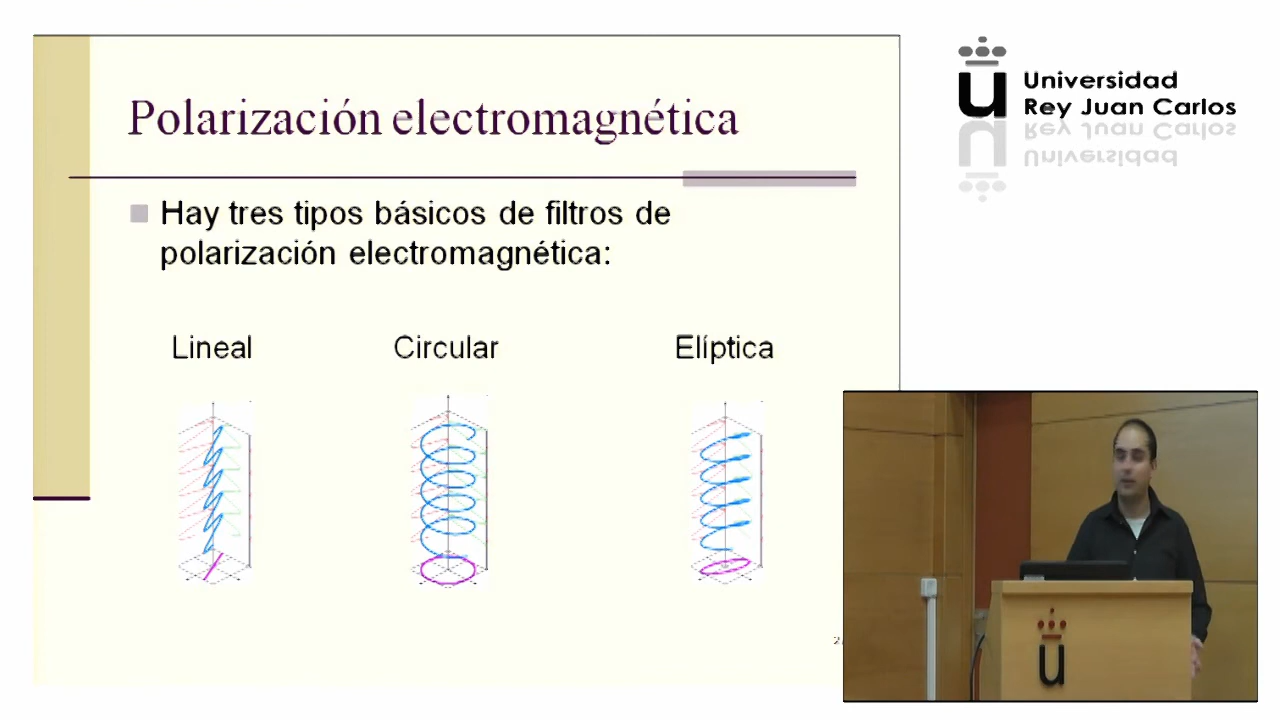 Polarización electromagnética
Hay tres tipos básicos de filtros de
polarización electromagnética:
Lineal
Circular
Elíptica
Universidad
Rey Juan Carlos